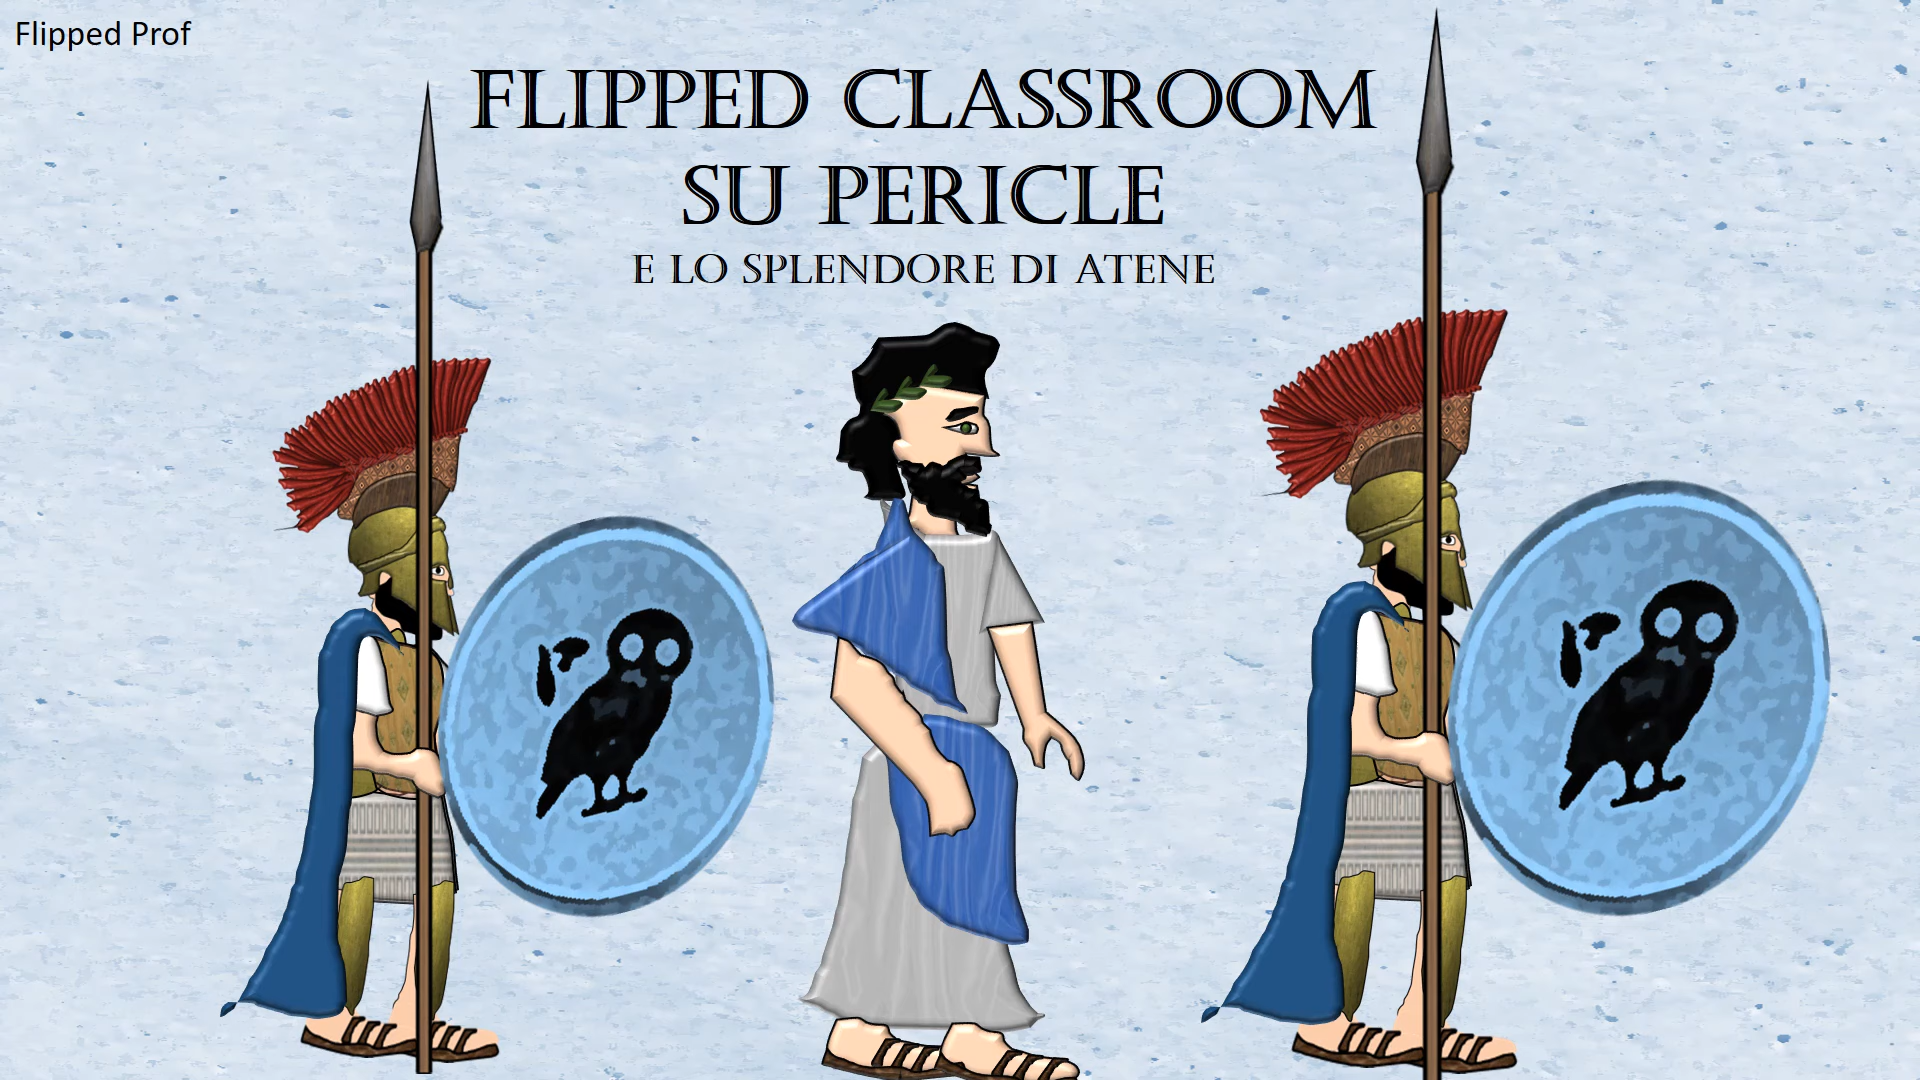 Flipped Prof
FLIPPED CLASSROOM
SU PERICLE
E LO SPLENDORE DI ATENE